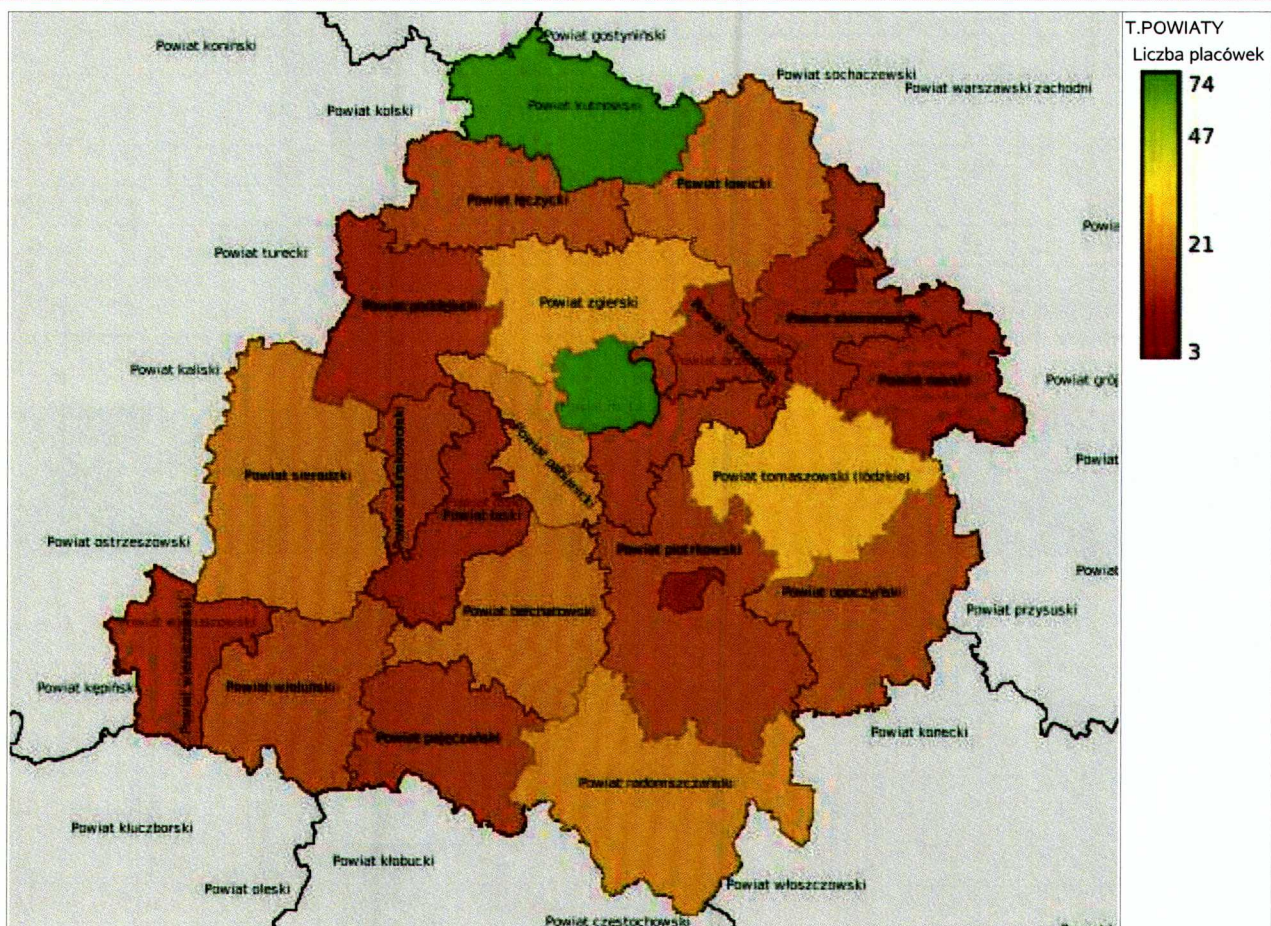 T.POWIATY
Liczba placówek
74
47
21
3
Powiat koniński
Powiat gostyniński
Powiat sochaczewski
Powiat warszawski zachodni
Powiat kolski
Powiat kutnowski
Powiat łowicki
Powiat łęczycki
Powiat turecki
Powiat
Powiat zgierski
Powiat kaliski
Powiat
Powiat sieradzki
Powiat zduńskowolski
Powiat pabianicki
Powiat tomaszowski (łódzkie)
Powiat
Powiat łaski
Powiat ostrzeszowski
Powiat piotrkowski
Powiat
Powiat opoczyński
Powiat przysuski
Powiat bełchatowski
Powiat wieruszowski
Powiat kępiński
Powiat wieluński
Powiat pajęczański
Powiat konecki
Powiat radomszczański
Powiat kluczborski
Powiat kłobucki
Powiat oleski
Powiat włoszczowski
Powiat częstochowski